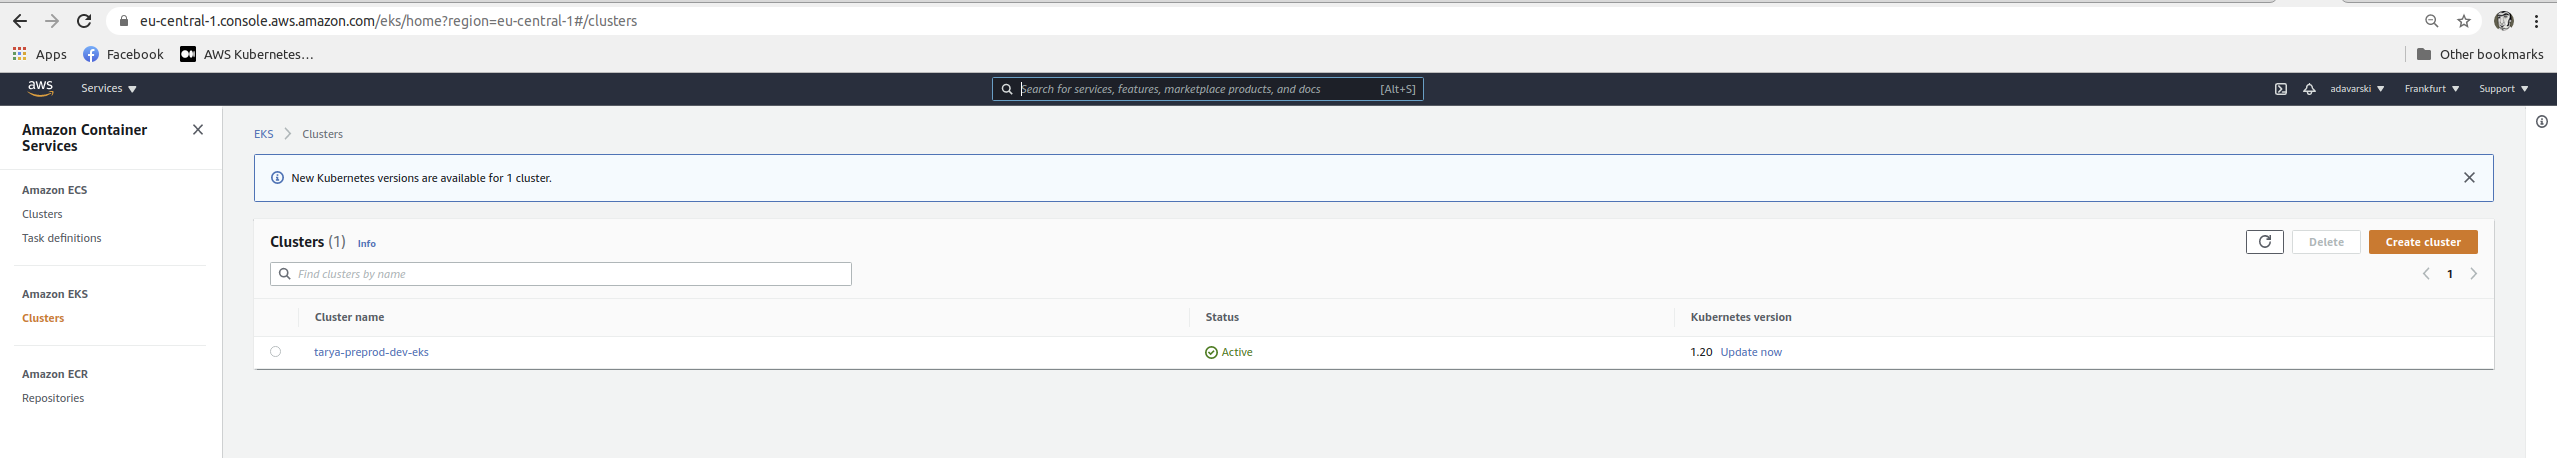 eu-central-1.console.aws.amazon.com/eks/home?region=eu-central-1#/clusters
Apps Facebook AWS Kubernetes... Other bookmarks
aws Services Search for services, features, marketplace products, and docs [Alt+S] adavarski Frankfurt Support
Amazon Container Services
Amazon ECS
Clusters
Task definitions
Amazon EKS
Clusters
Amazon ECR
Repositories
EKS Clusters
New Kubernetes versions are available for 1 cluster.
Clusters (1) Info Delete Create cluster
Find clusters by name 1
Cluster name Status Kubernetes version
tarya-preprod-dev-eks Active 1.20 Update now